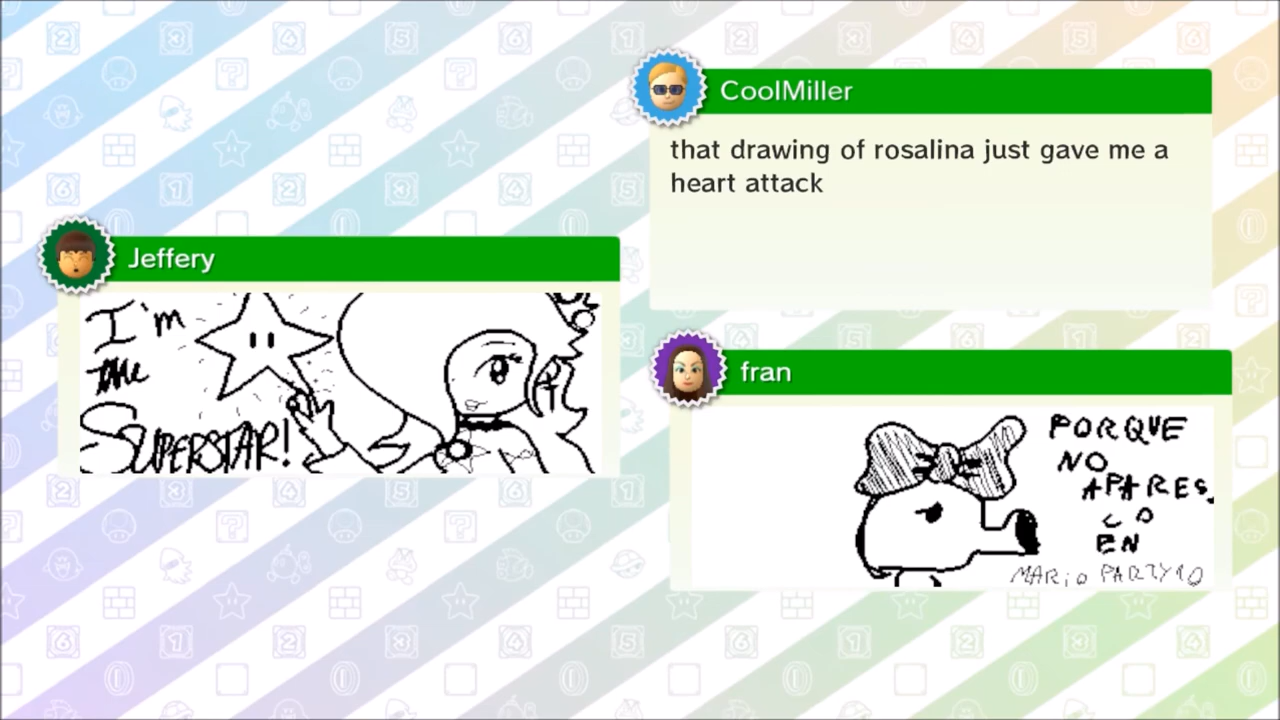 CoolMiller
that drawing of rosalina just gave me a
heart attack
Jeffery
I'm
the
SUPERSTAR!
fran
PORQUE
NO
APARES,
CO
EN
MARiO PARTY10